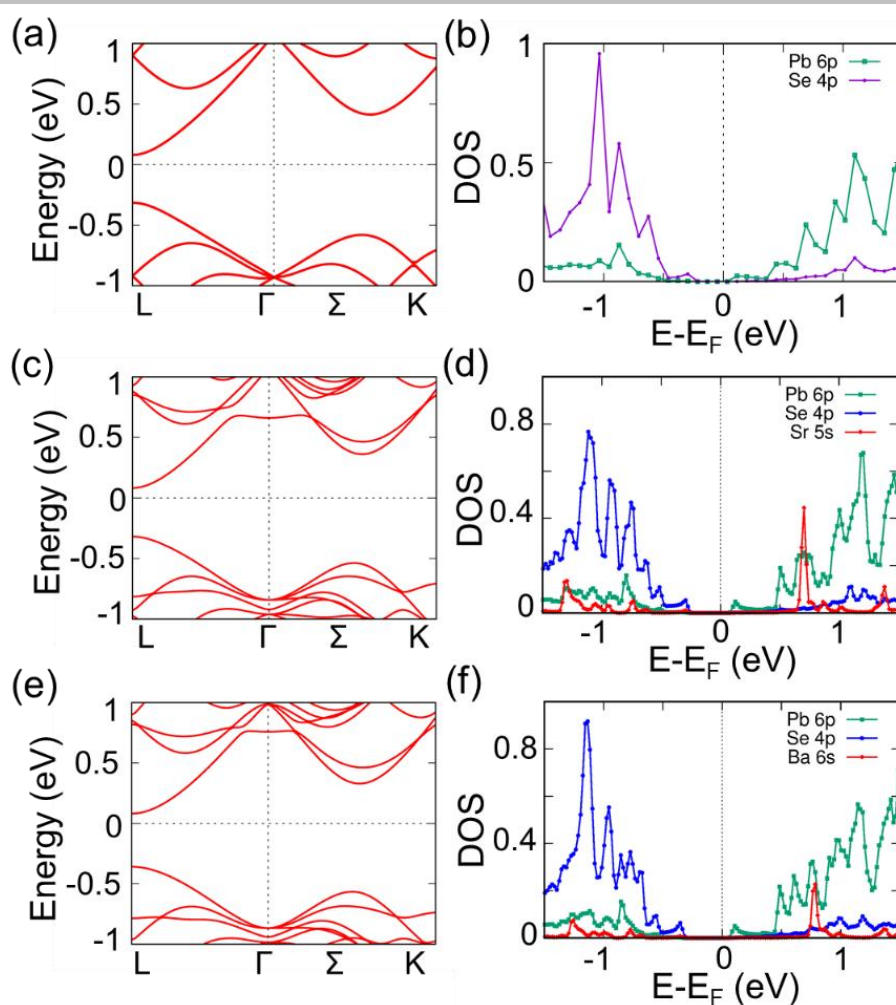 (a)
1
0.5
0
-0.5
-1
Energy (eV)
L Γ Σ K
(b)
1
0.5
0
DOS
Pb 6p
Se 4p
-1 0 1
E-EF (eV)
(c)
1
0.5
0
-0.5
-1
Energy (eV)
L Γ Σ K
(d)
0.8
0.4
0
DOS
Pb 6p
Se 4p
Sr 5s
-1 0 1
E-EF (eV)
(e)
1
0.5
0
-0.5
-1
Energy (eV)
L Γ Σ K
(f)
0.8
0.4
0
DOS
Pb 6p
Se 4p
Ba 6s
-1 0 1
E-EF (eV)